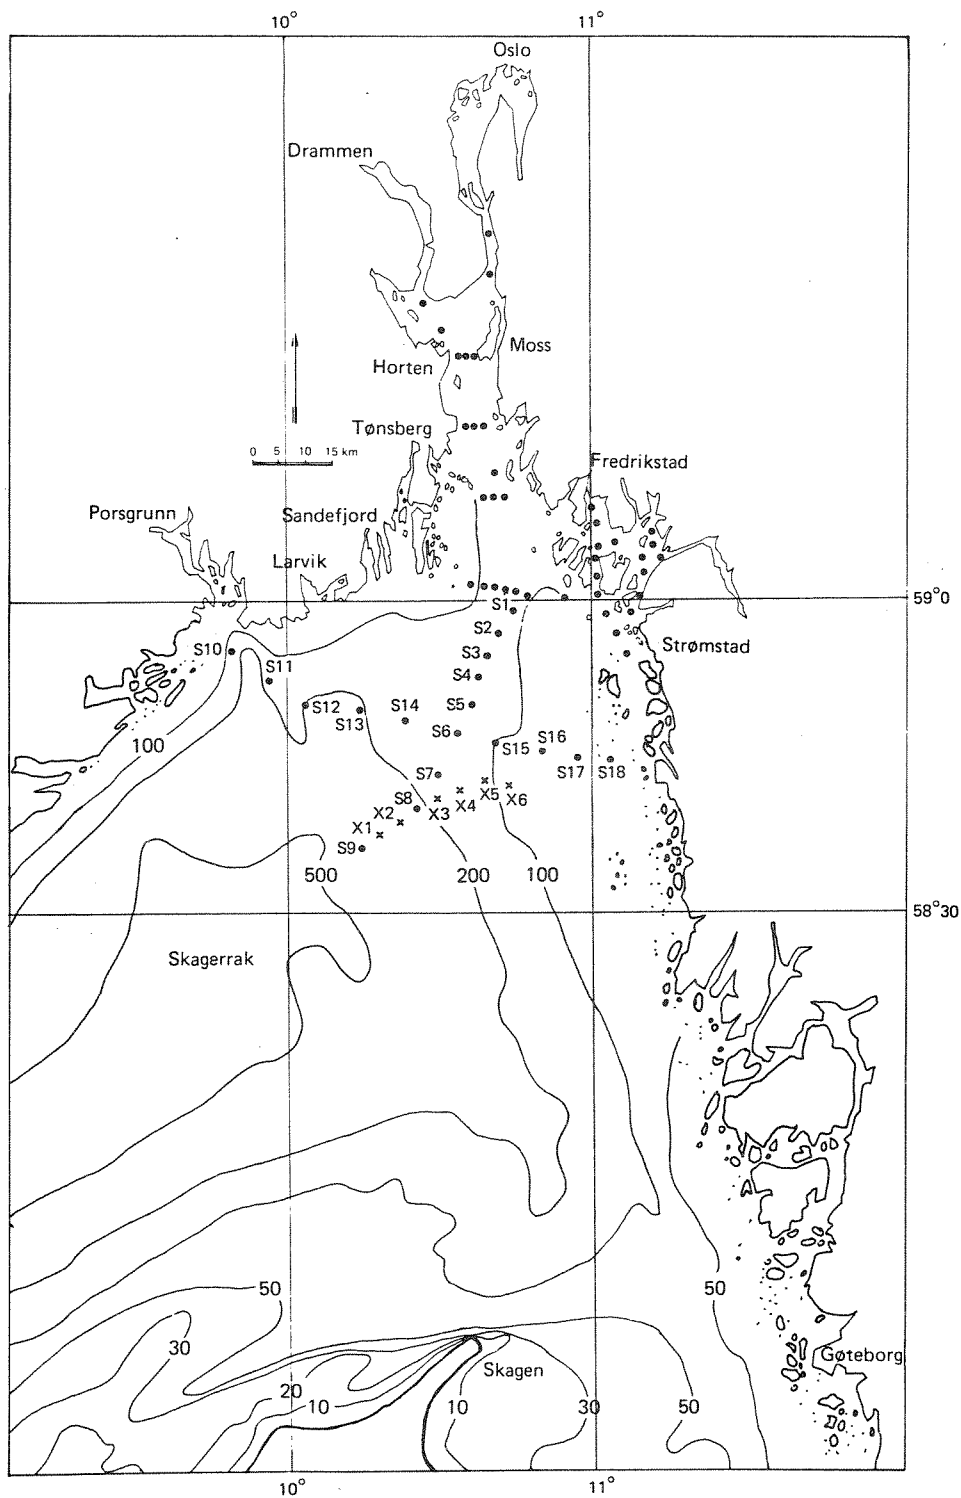 10° 11°
Oslo
Drammen
Moss
Horten
Tønsberg
0 5 10 15 km
Fredrikstad
Porsgrunn
Sandefjord
Larvik
59°0
S1
S2
S10
Strømstad
S3
S11
S4
S12
S14
S5
S13
S6
S16
100
S15
S17 S18
S7
X5
S8
X4
X6
X2
X3
X1
S9
500
200
100
58°30
Skagerrak
50
50
30
Gøteborg
Skagen
20
10
10
30
50
10° 11°